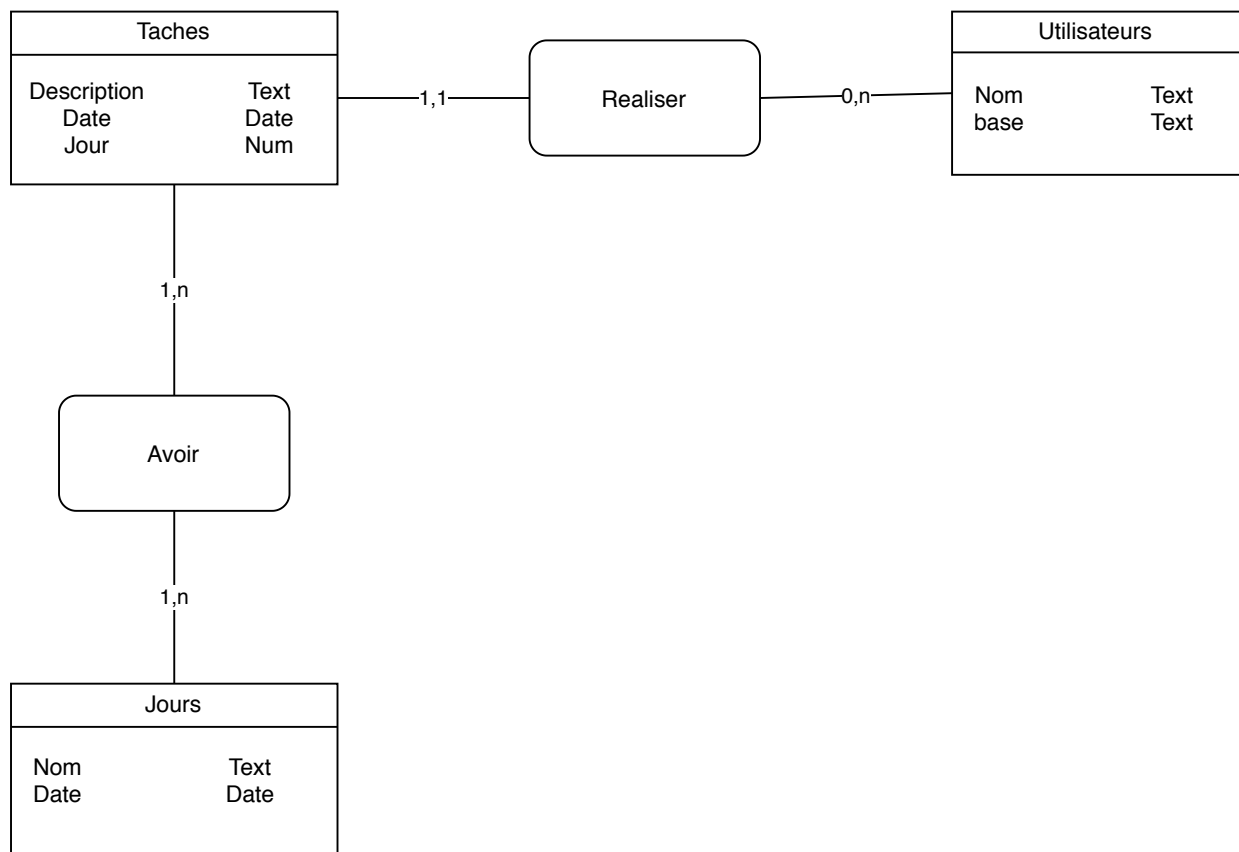 Taches
Description Text
Date Date
Jour Num
1,1
Realiser
0,n
Utilisateurs
Nom Text
base Text
1,n
Avoir
1,n
Jours
Nom Text
Date Date